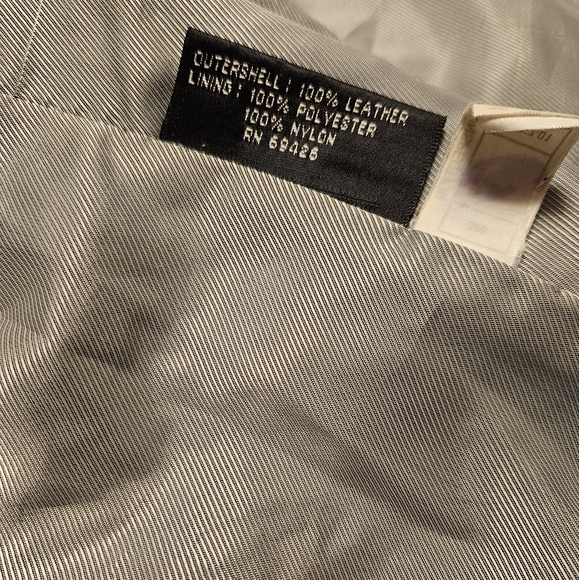 OUTERSHELL: 100% LEATHER
LINING: 100% POLYESTER
100% NYLON
RN 69426